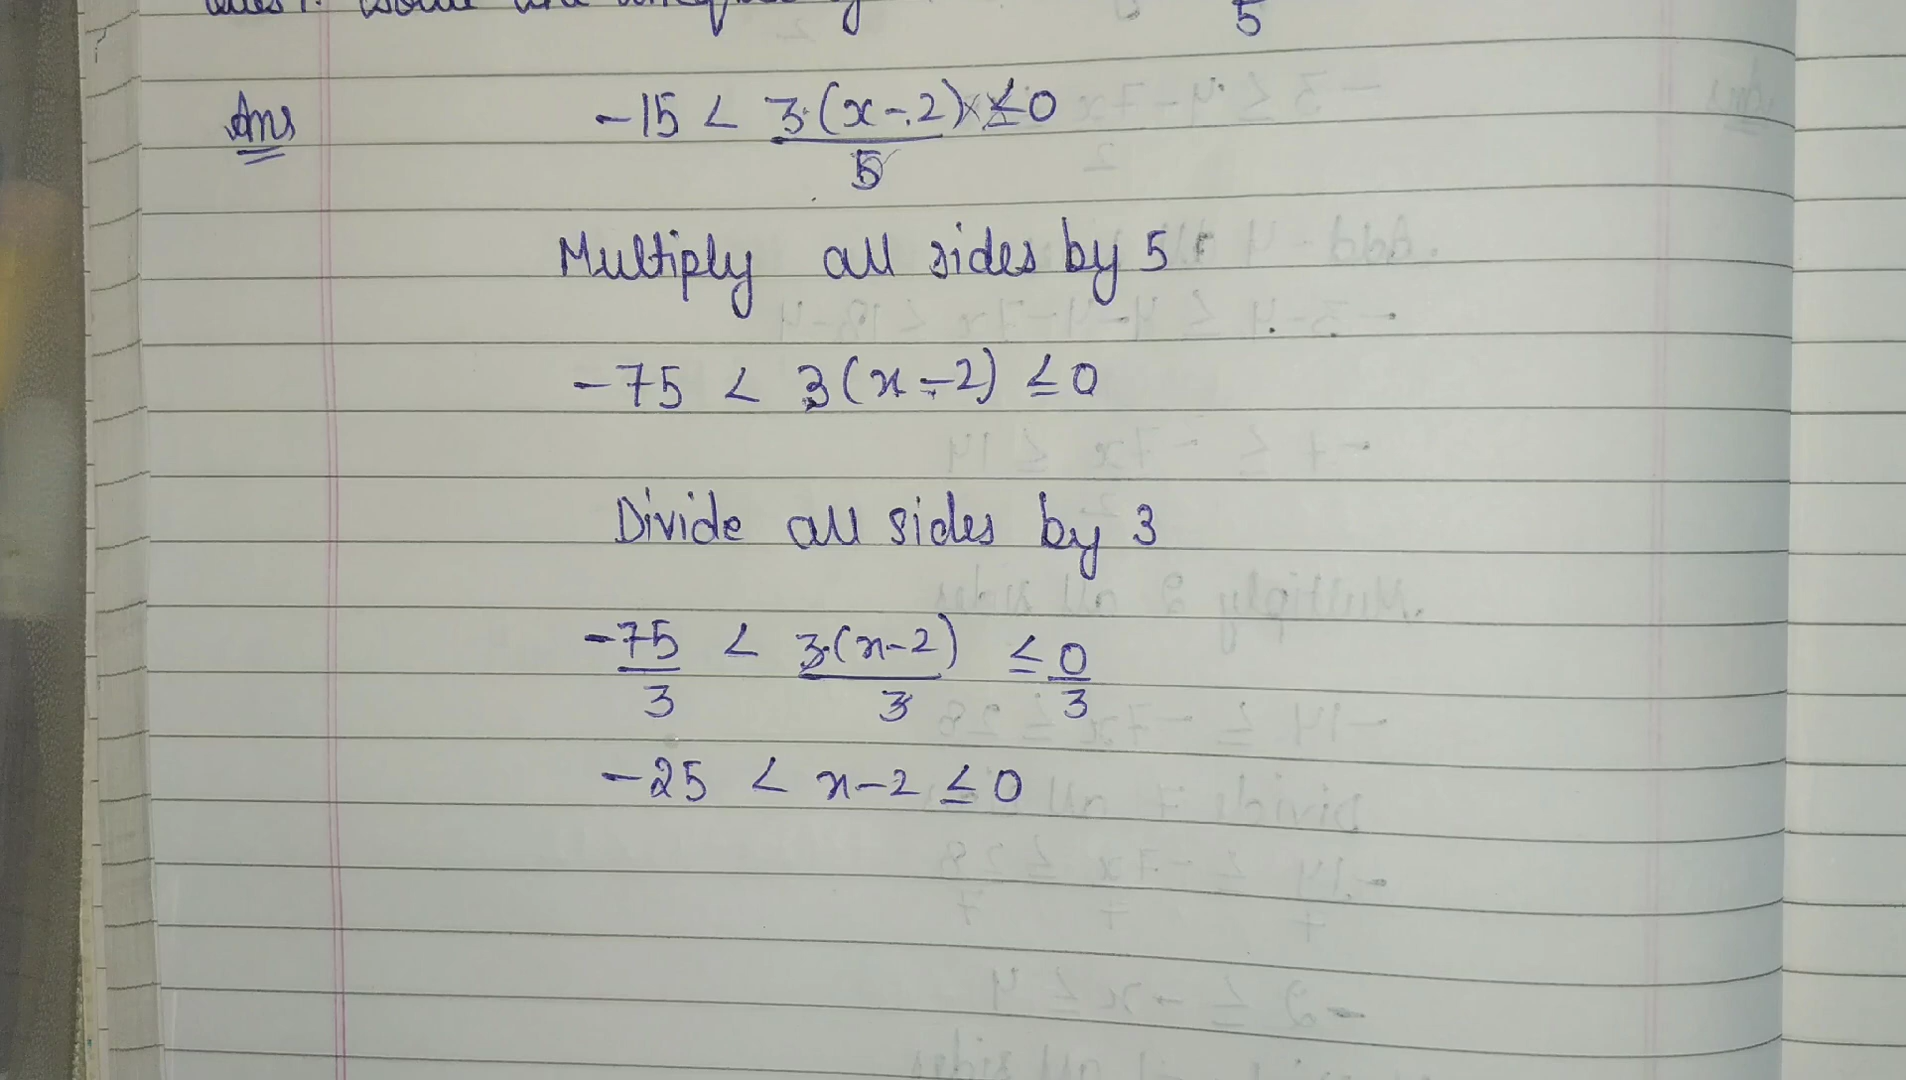 5
Ans -15 < 3(x-2) ≤ 0
5
Multiply all sides by 5
-75 < 3(x-2) ≤ 0
Divide all sides by 3
-75 < 3(x-2) ≤ 0
3 3 3
-25 < x-2 ≤ 0